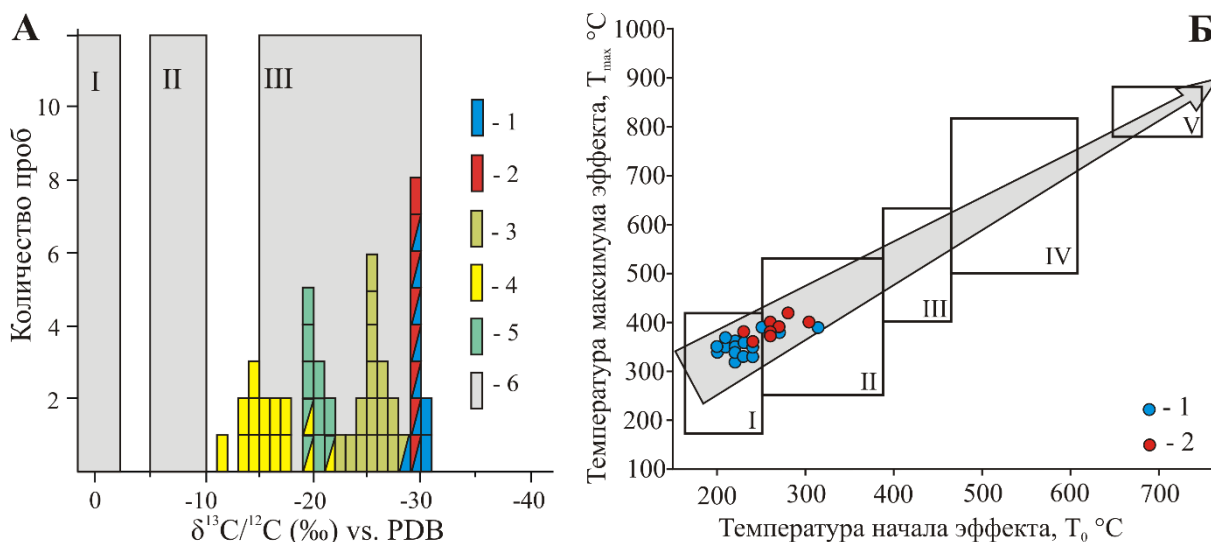 А
Количество проб
10
8
6
4
2
I
II
III
- 1
- 2
- 3
- 4
- 5
- 6
0
-10
-20
-30
-40
δ¹³C/¹²C (‰) vs. PDB
Б
Температура максимума эффекта, T max °C
1000
900
800
700
600
500
400
300
200
100
I
II
III
IV
V
- 1
- 2
200
300
400
500
600
700
Температура начала эффекта, T₀ °C